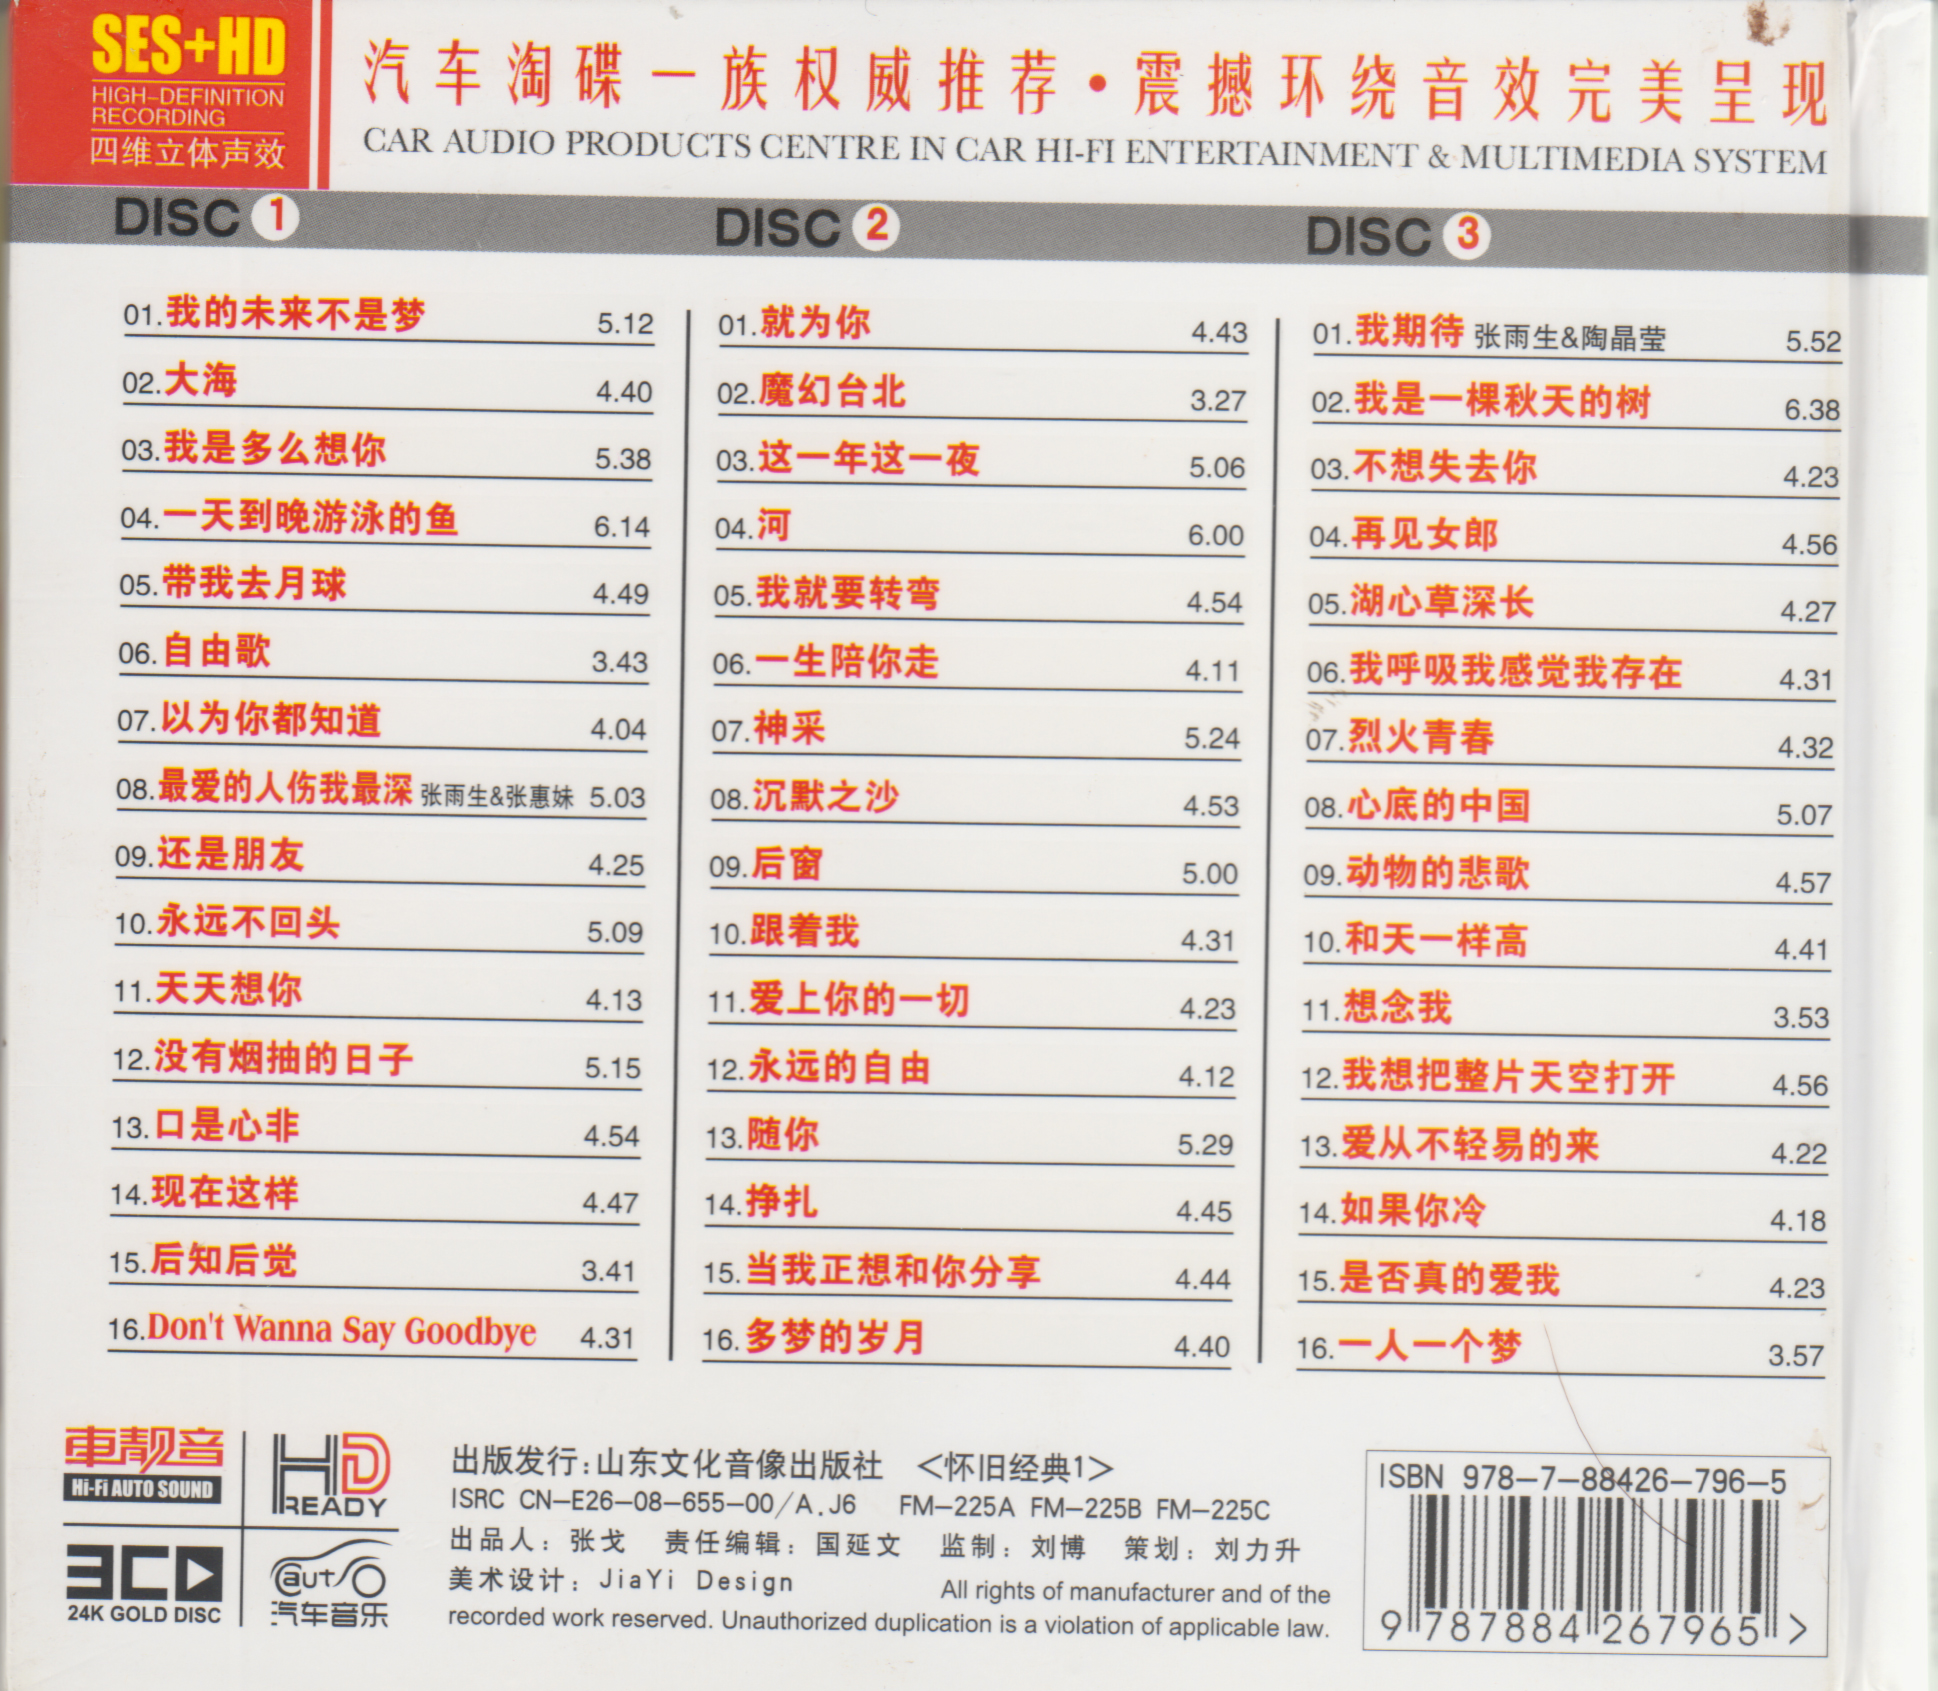 SES+HD
HIGH-DEFINITION
RECORDING
四维立体声效
汽车淘碟一族权威推荐·震撼环绕音效完美呈现
CAR AUDIO PRODUCTS CENTRE IN CAR HI-FI ENTERTAINMENT & MULTIMEDIA SYSTEM
DISC 1
01.我的未来不是梦 5.12
02.大海 4.40
03.我是多么想你 5.38
04.一天到晚游泳的鱼 6.14
05.带我去月球 4.49
06.自由歌 3.43
07.以为你都知道 4.04
08.最爱的人伤我最深 张雨生&张惠妹 5.03
09.还是朋友 4.25
10.永远不回头 5.09
11.天天想你 4.13
12.没有烟抽的日子 5.15
13.口是心非 4.54
14.现在这样 4.47
15.后知后觉 3.41
16.Don't Wanna Say Goodbye 4.31
DISC 2
01.就为你 4.43
02.魔幻台北 3.27
03.这一年这一夜 5.06
04.河 6.00
05.我就要转弯 4.54
06.一生陪你走 4.11
07.神采 5.24
08.沉默之沙 4.53
09.后窗 5.00
10.跟着我 4.31
11.爱上你的一切 4.23
12.永远的自由 4.12
13.随你 5.29
14.挣扎 4.45
15.当我正想和你分享 4.44
16.多梦的岁月 4.40
DISC 3
01.我期待 张雨生&陶晶莹 5.52
02.我是一棵秋天的树 6.38
03.不想失去你 4.23
04.再见女郎 4.56
05.湖心草深长 4.27
06.我呼吸我感觉我存在 4.31
07.烈火青春 4.32
08.心底的中国 5.07
09.动物的悲歌 4.57
10.和天一样高 4.41
11.想念我 3.53
12.我想把整片天空打开 4.56
13.爱从不轻易的来 4.22
14.如果你冷 4.18
15.是否真的爱我 4.23
16.一人一个梦 3.57
車靓音
Hi-Fi AUTO SOUND
HD
READY
3CD
24K GOLD DISC
auto
汽车音乐
出版发行:山东文化音像出版社 <怀旧经典1>
ISRC CN-E26-08-655-00/A.J6 FM-225A FM-225B FM-225C
出品人: 张戈 责任编辑: 国延文 监制: 刘博 策划: 刘力升
美术设计: JiaYi Design All rights of manufacturer and of the
recorded work reserved. Unauthorized duplication is a violation of applicable law.
ISBN 978-7-88426-796-5
9 787884 267965 >